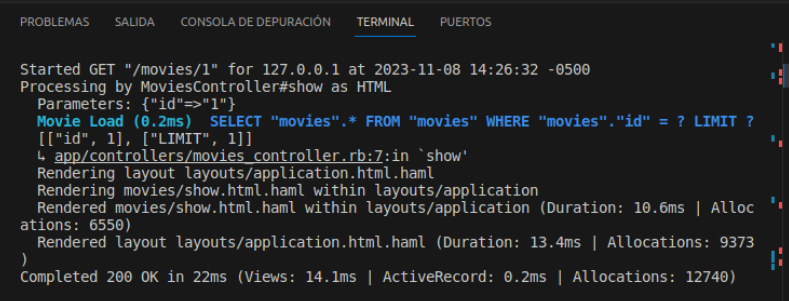 PROBLEMAS SALIDA CONSOLA DE DEPURACIÓN TERMINAL PUERTOS
Started GET "/movies/1" for 127.0.0.1 at 2023-11-08 14:26:32 -0500
Processing by MoviesController#show as HTML
Parameters: {"id"=>"1"}
Movie Load (0.2ms) SELECT "movies".* FROM "movies" WHERE "movies"."id" = ? LIMIT ?
[["id", 1], ["LIMIT", 1]]
↳ app/controllers/movies_controller.rb:7:in `show'
Rendering layout layouts/application.html.haml
Rendering movies/show.html.haml within layouts/application
Rendered movies/show.html.haml within layouts/application (Duration: 10.6ms | Alloc
ations: 6550)
Rendered layout layouts/application.html.haml (Duration: 13.4ms | Allocations: 9373
)
Completed 200 OK in 22ms (Views: 14.1ms | ActiveRecord: 0.2ms | Allocations: 12740)